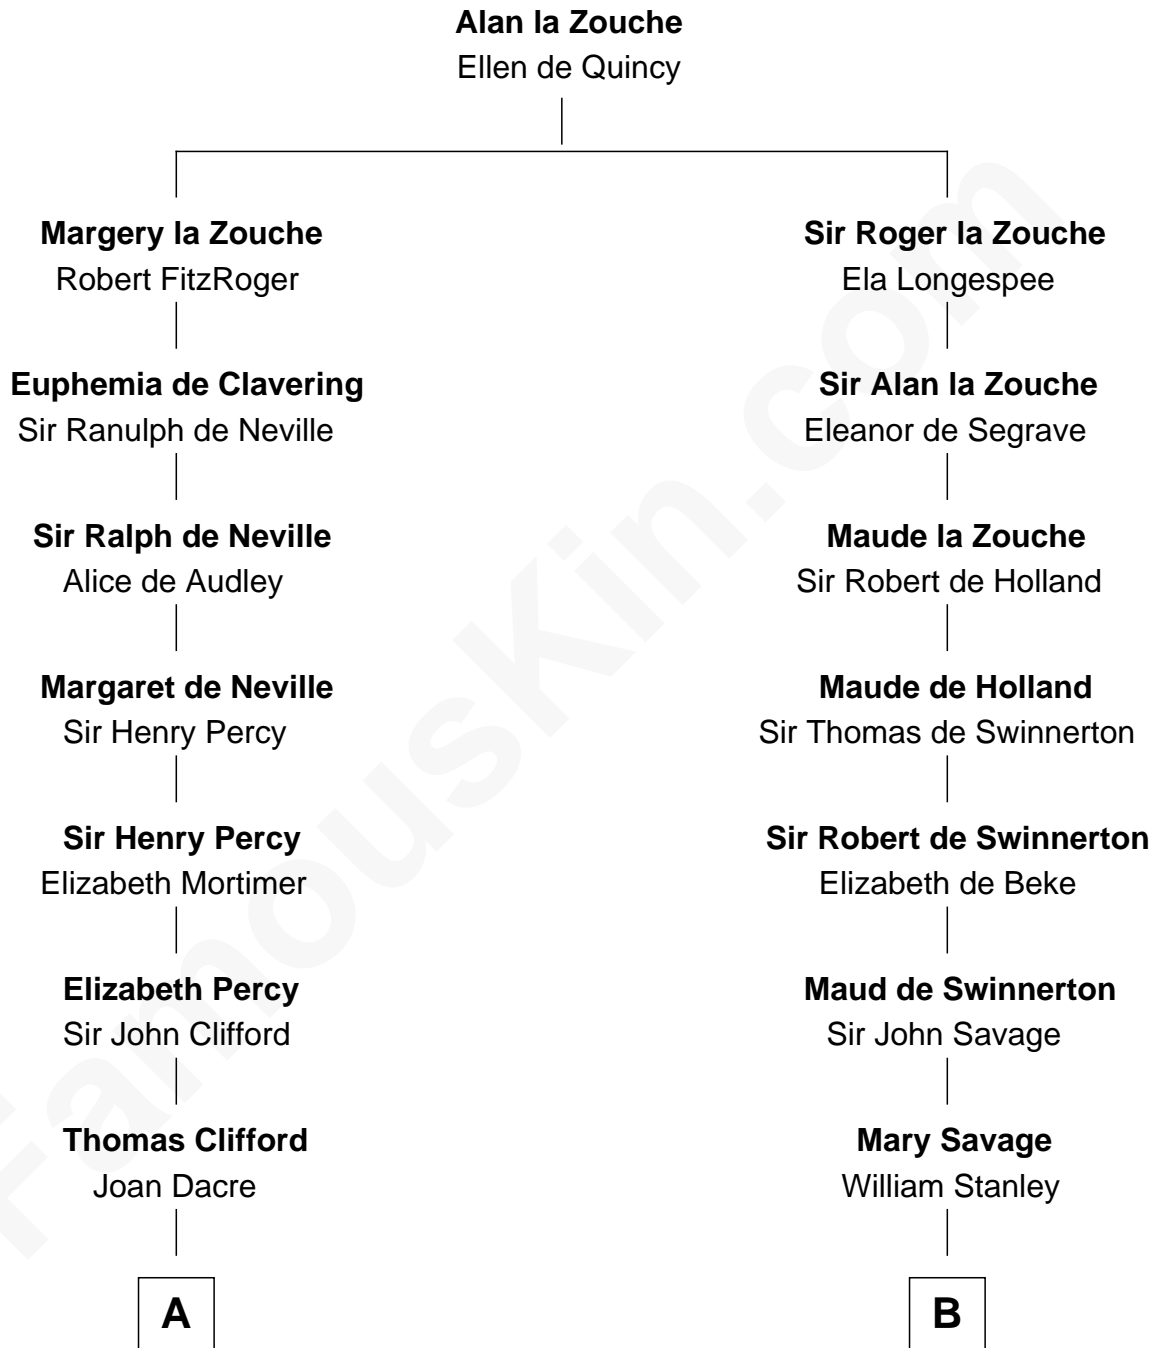 Alan la Zouche
Ellen de Quincy
Margery la Zouche
Robert FitzRoger
Sir Roger la Zouche
Ela Longespee
Euphemia de Clavering
Sir Ranulph de Neville
Sir Alan la Zouche
Eleanor de Segrave
Sir Ralph de Neville
Alice de Audley
Maude la Zouche
Sir Robert de Holland
Margaret de Neville
Sir Henry Percy
Maude de Holland
Sir Thomas de Swinnerton
Sir Henry Percy
Elizabeth Mortimer
Sir Robert de Swinnerton
Elizabeth de Beke
Elizabeth Percy
Sir John Clifford
Maud de Swinnerton
Sir John Savage
Thomas Clifford
Joan Dacre
Mary Savage
William Stanley
A
B
FamousKin.com